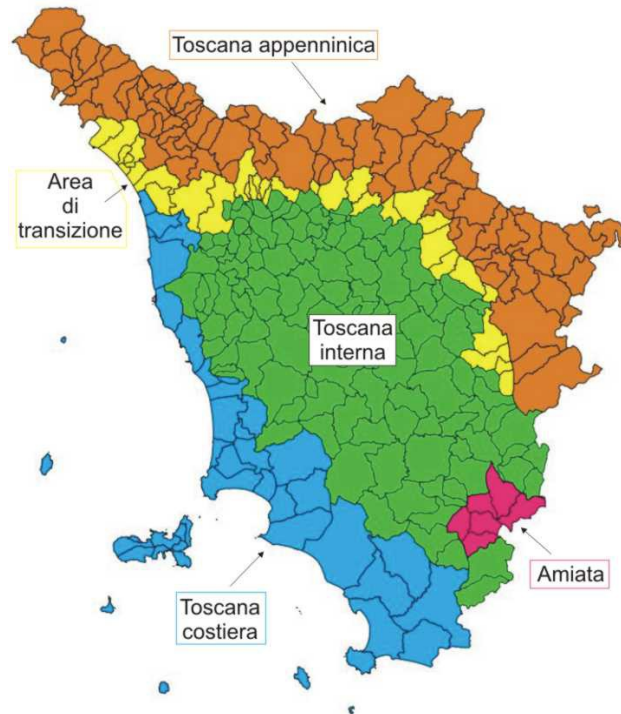 Toscana appenninica
Area
di
transizione
Toscana
interna
Amiata
Toscana
costiera